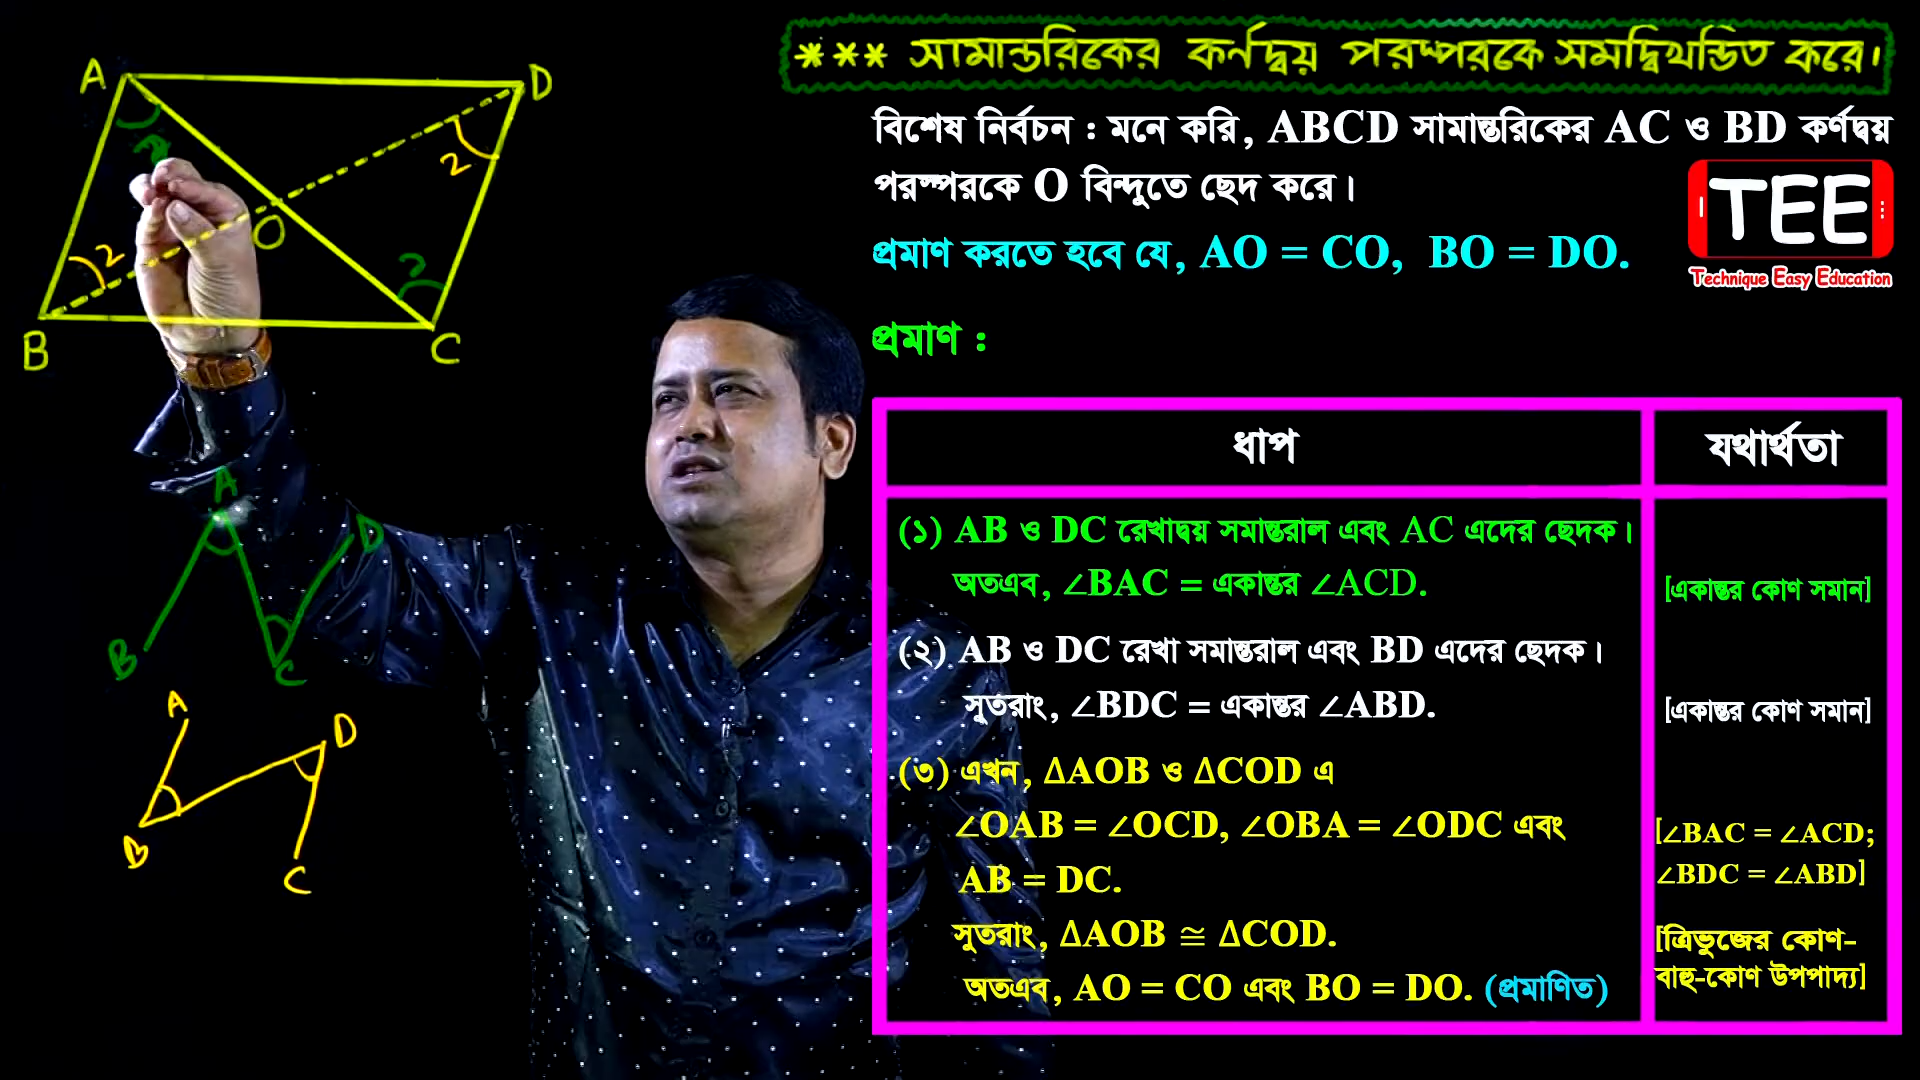 *** সামান্তরিকের কর্ণদ্বয় পরস্পরকে সমদ্বিখন্ডিত করে।
বিশেষ নির্বচন : মনে করি, ABCD সামান্তরিকের AC ও BD কর্ণদ্বয়
পরস্পরকে O বিন্দুতে ছেদ করে।
প্রমাণ করতে হবে যে, AO = CO, BO = DO.
TEE
Technique Easy Education
প্রমাণ :
ধাপ
যথার্থতা
(১) AB ও DC রেখাদ্বয় সমান্তরাল এবং AC এদের ছেদক।
অতএব, ∠BAC = একান্তর ∠ACD.
[একান্তর কোণ সমান]
(২) AB ও DC রেখা সমান্তরাল এবং BD এদের ছেদক।
সুতরাং, ∠BDC = একান্তর ∠ABD.
[একান্তর কোণ সমান]
(৩) এখন, ΔAOB ও ΔCOD এ
∠OAB = ∠OCD, ∠OBA = ∠ODC এবং
AB = DC.
[∠BAC = ∠ACD;
∠BDC = ∠ABD]
সুতরাং, ΔAOB ≅ ΔCOD.
[ত্রিভুজের কোণ-
বাহু-কোণ উপপাদ্য]
অতএব, AO = CO এবং BO = DO. (প্রমাণিত)
A
D
2
O
2
B
C
A
D
B
C
A
D
B
C